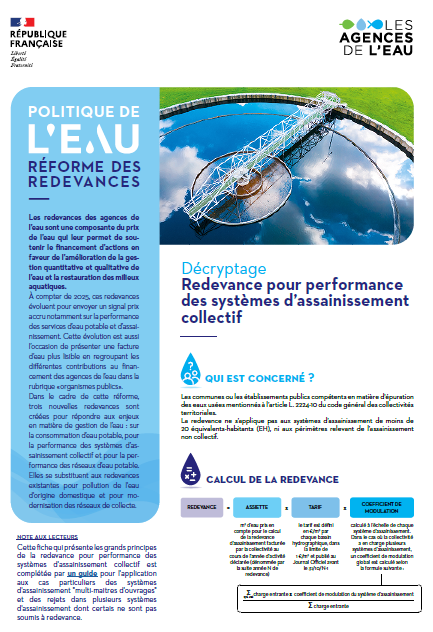 RÉPUBLIQUE
FRANÇAISE
Liberté
Égalité
Fraternité
LES
AGENCES
DE L'EAU
POLITIQUE DE
L'EAU
RÉFORME DES
REDEVANCES
Les redevances des agences de
l'eau sont une composante du prix
de l'eau qui leur permet de sou-
tenir le financement d'actions en
faveur de l'amélioration de la ges-
tion quantitative et qualitative de
l'eau et la restauration des milieux
aquatiques.
À compter de 2025, ces redevances
évoluent pour envoyer un signal prix
accru notamment sur la performance
des services d'eau potable et d'assai-
nissement. Cette évolution est aussi
l'occasion de présenter une facture
d'eau plus lisible en regroupant les
différentes contributions au finan-
cement des agences de l'eau dans la
rubrique «organismes publics».
Dans le cadre de cette réforme,
trois nouvelles redevances sont
créées pour répondre aux enjeux
en matière de gestion de l'eau : sur
la consommation d'eau potable, pour
la performance des systèmes d'as-
sainissement collectif et pour la per-
formance des réseaux d'eau potable.
Elles se substituent aux redevances
existantes pour pollution de l'eau
d'origine domestique et pour mo-
dernisation des réseaux de collecte.
NOTE AUX LECTEURS
Cette fiche qui présente les grands principes
de la redevance pour performance des
systèmes d'assainissement collectif est
complétée par un guide pour l'application
aux cas particuliers des systèmes
d'assainissement "multi-maîtres d'ouvrages"
et des rejets dans plusieurs systèmes
d'assainissement dont certains ne sont pas
soumis à redevance.
Décryptage
Redevance pour performance
des systèmes d'assainissement
collectif
QUI EST CONCERNÉ ?
Les communes ou les établissements publics compétents en matière d'épuration
des eaux usées mentionnés à l'article L. 2224-10 du code général des collectivités
territoriales.
La redevance ne s'applique pas aux systèmes d'assainissement de moins de
20 équivalents-habitants (EH), ni aux périmètres relevant de l'assainissement
non collectif.
CALCUL DE LA REDEVANCE
REDEVANCE = ASSIETTE x TARIF x COEFFICIENT DE MODULATION
m³ d'eau pris en
compte pour le calcul
de la redevance
d'assainissement facturée
par la collectivité au
cours de l'année d'activité
déclarée (dénommée par
la suite année N de
redevance)
le tarif est défini
en €/m³ par
chaque bassin
hydrographique, dans
la limite de
1 €/m³ et publié au
Journal Officiel avant
le 31/10/N-1
calculé à l'échelle de chaque
système d'assainissement.
Dans le cas où la collectivité
a en charge plusieurs
systèmes d'assainissement,
un coefficient de modulation
global est calculé selon
la formule suivante :
Σ charge entrante x coefficient de modulation du système d'assainissement
Σ charge entrante